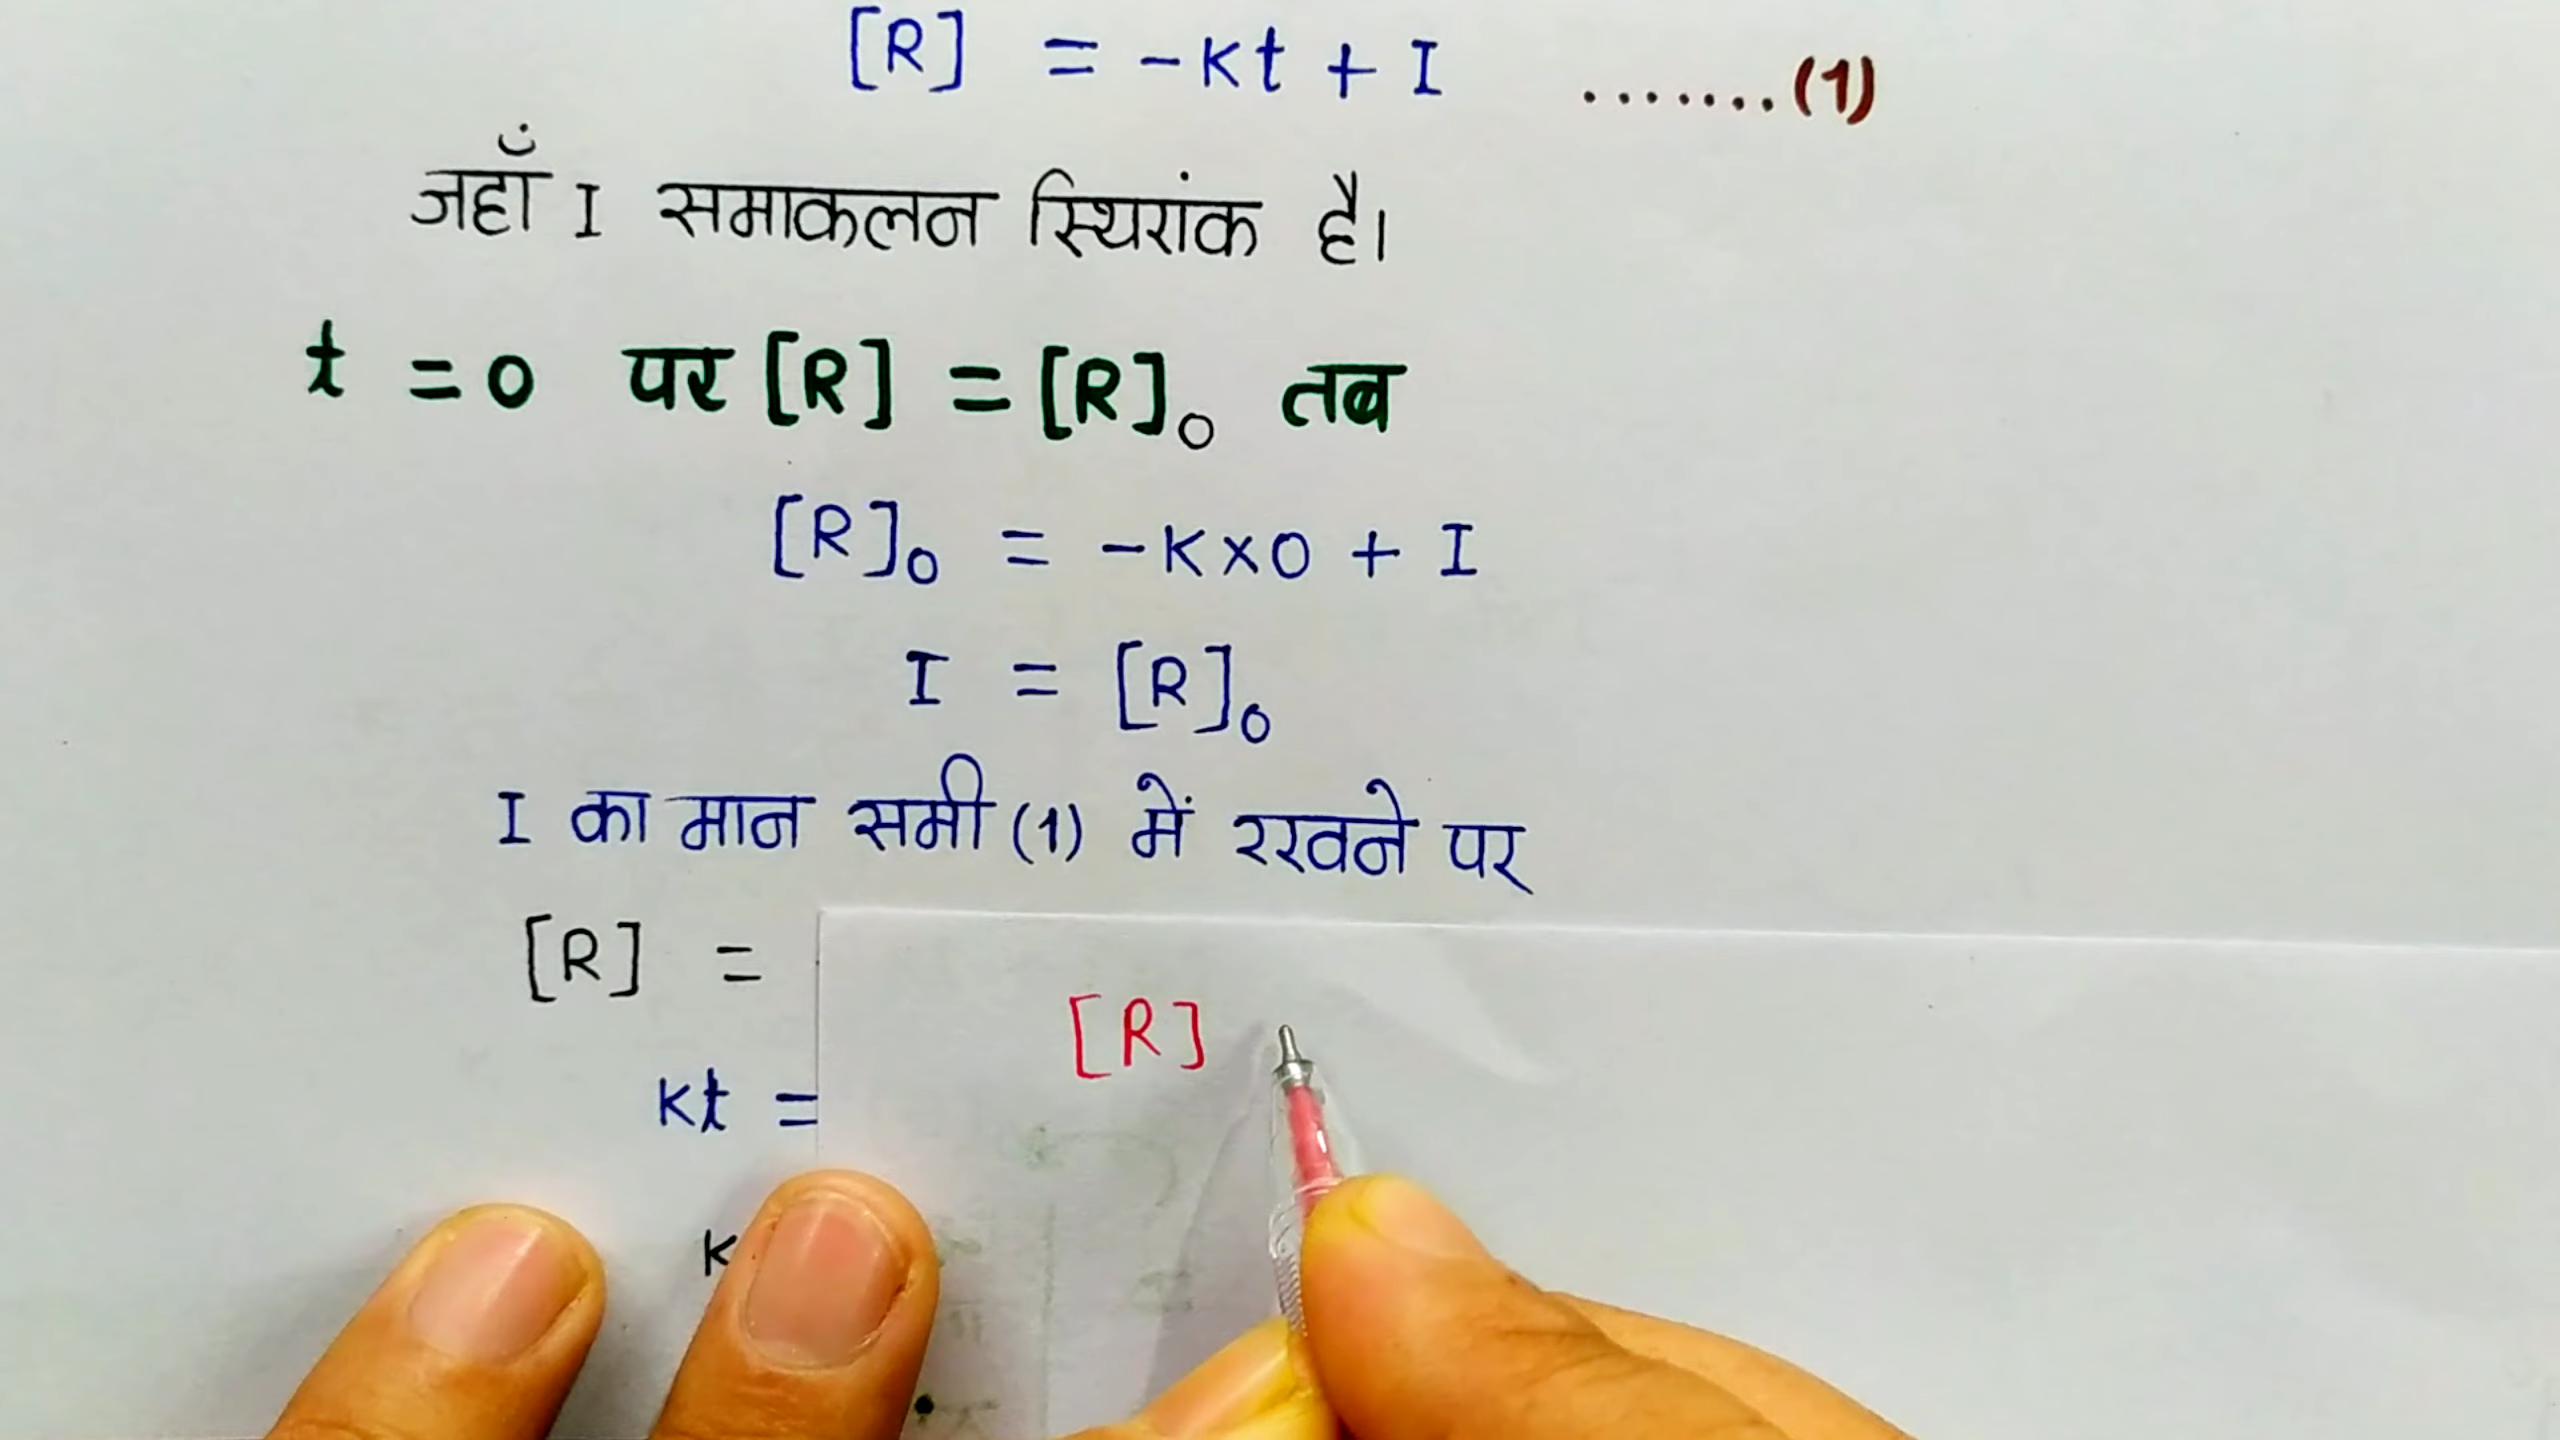 [R] = -Kt + I .......(1)
जहाँ I समाकलन स्थिरांक है।
t = 0 पर [R] = [R]₀ तब
[R]₀ = -K×0 + I
I = [R]₀
I का मान समी (1) में रखने पर
[R] =
[R]
Kt =
K